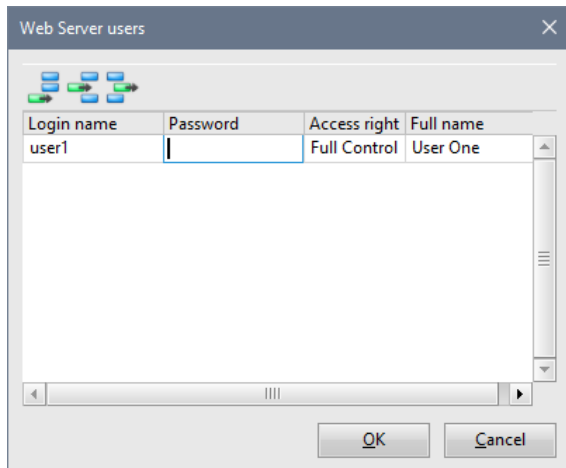 Web Server users
Login name Password Access right Full name
user1 Full Control User One
OK Cancel